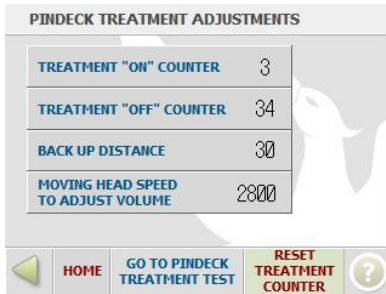 PINDECK TREATMENT ADJUSTMENTS
TREATMENT "ON" COUNTER 3
TREATMENT "OFF" COUNTER 34
BACK UP DISTANCE 30
MOVING HEAD SPEED
TO ADJUST VOLUME 2800
HOME
GO TO PINDECK
TREATMENT TEST
RESET
TREATMENT
COUNTER
?